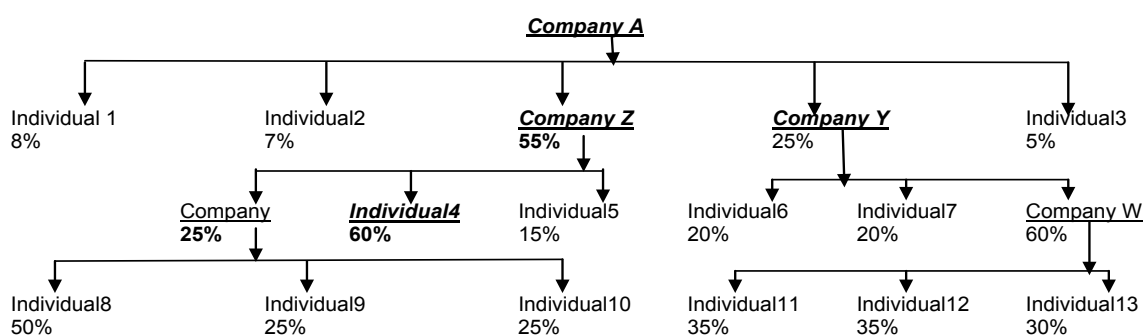 Company A
Individual 1 Individual2 Company Z Company Y Individual3
8% 7% 55% 25% 5%
Company Individual4 Individual5 Individual6 Individual7 Company W
25% 60% 15% 20% 20% 60%
Individual8 Individual9 Individual10 Individual11 Individual12 Individual13
50% 25% 25% 35% 35% 30%